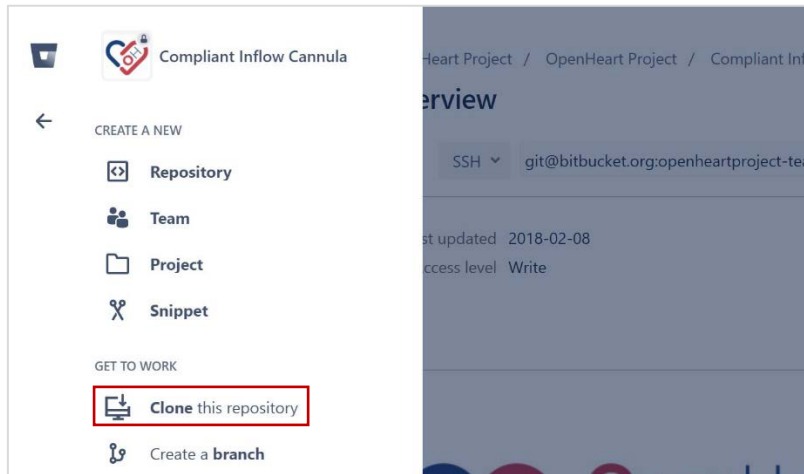 Compliant Inflow Cannula
Heart Project / OpenHeart Project / Compliant Inf
erview
CREATE A NEW
Repository
SSH git@bitbucket.org:openheartproject-tea
Team
st updated 2018-02-08
Project
ccess level Write
Snippet
GET TO WORK
Clone this repository
Create a branch